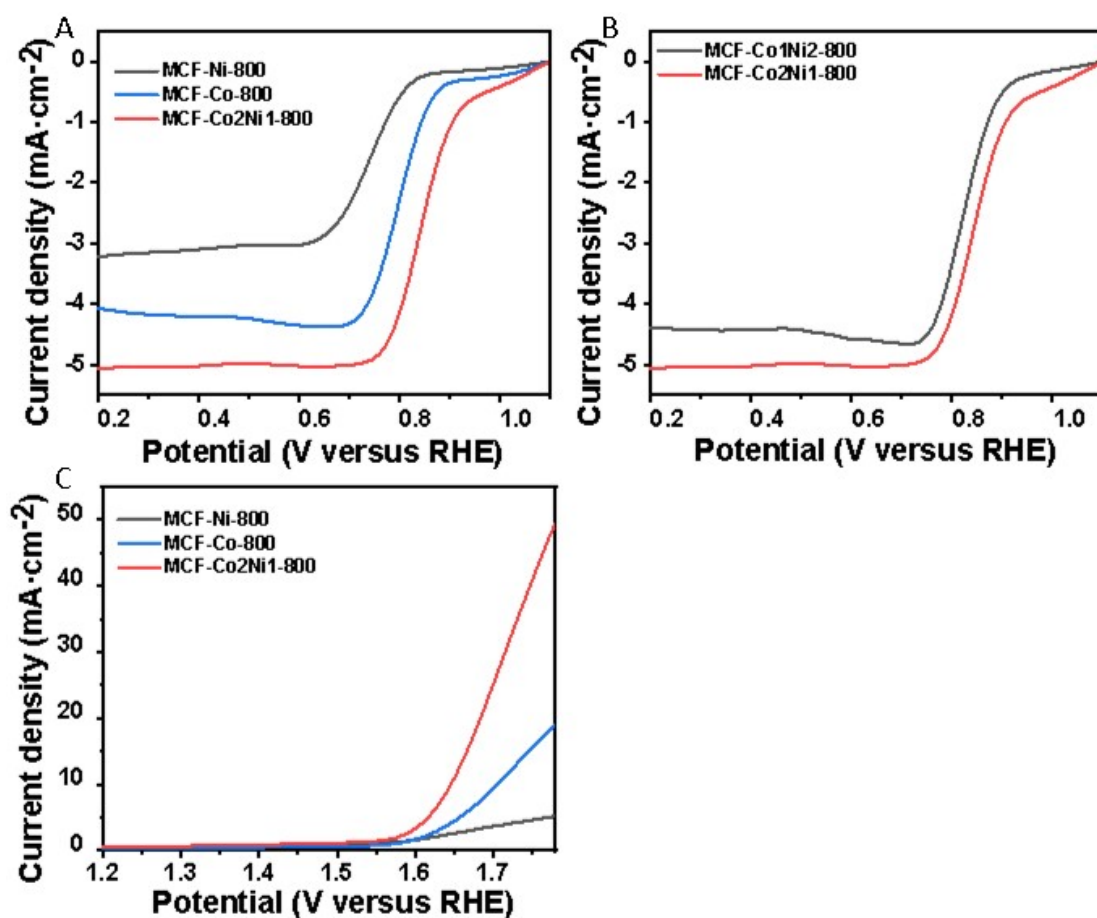 A
MCF-Ni-800
MCF-Co-800
MCF-Co2Ni1-800
0
-1
-2
-3
-4
-5
Current density (mA·cm⁻²)
0.2 0.4 0.6 0.8 1.0
Potential (V versus RHE)
B
MCF-Co1Ni2-800
MCF-Co2Ni1-800
0
-1
-2
-3
-4
-5
Current density (mA·cm⁻²)
0.2 0.4 0.6 0.8 1.0
Potential (V versus RHE)
C
MCF-Ni-800
MCF-Co-800
MCF-Co2Ni1-800
50
40
30
20
10
0
Current density (mA·cm⁻²)
1.2 1.3 1.4 1.5 1.6 1.7
Potential (V versus RHE)